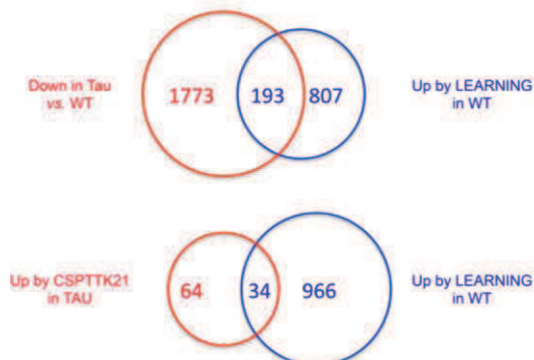 Down in Tau
vs. WT
1773
193
807
Up by LEARNING
in WT
Up by CSPTTK21
in TAU
64
34
966
Up by LEARNING
in WT